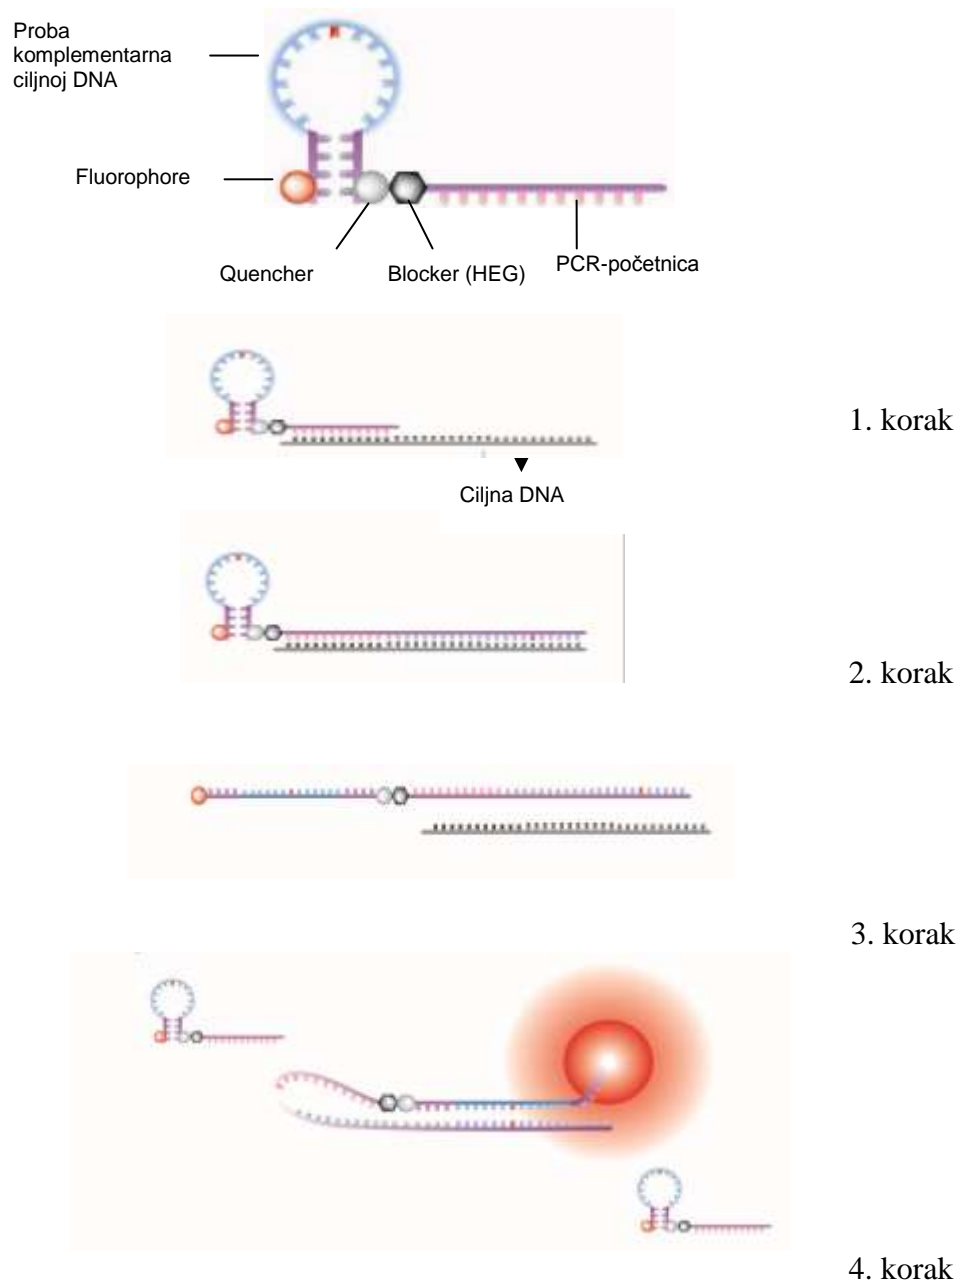 Proba
komplementarna
ciljnoj DNA
Fluorophore
Quencher
Blocker (HEG)
PCR-početnica
1. korak
Ciljna DNA
2. korak
3. korak
4. korak